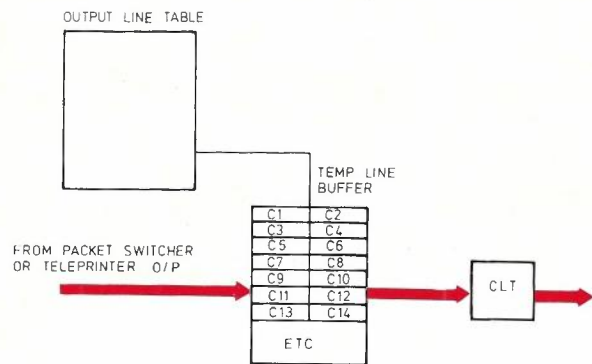 OUTPUT LINE TABLE
TEMP LINE
BUFFER
C1 C2
C3 C4
C5 C6
C7 C8
C9 C10
C11 C12
C13 C14
ETC
FROM PACKET SWITCHER
OR TELEPRINTER O/P
CLT